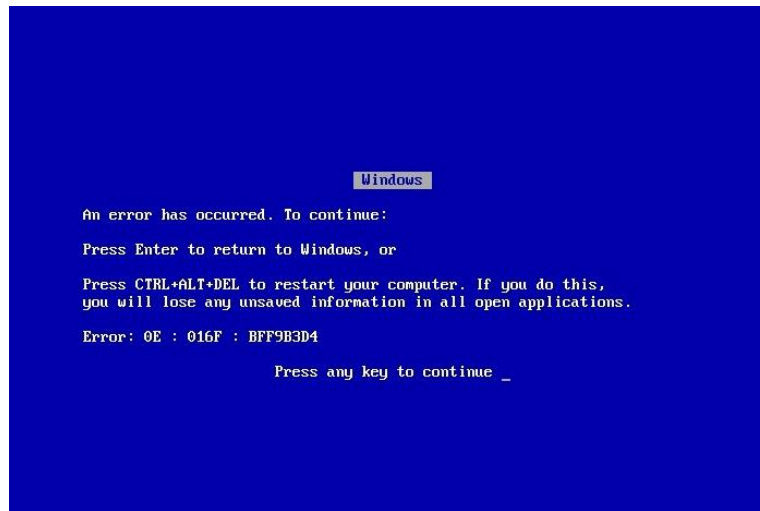 Windows
An error has occurred. To continue:
Press Enter to return to Windows, or
Press CTRL+ALT+DEL to restart your computer. If you do this,
you will lose any unsaved information in all open applications.
Error: 0E : 016F : BFF9B3D4
Press any key to continue _